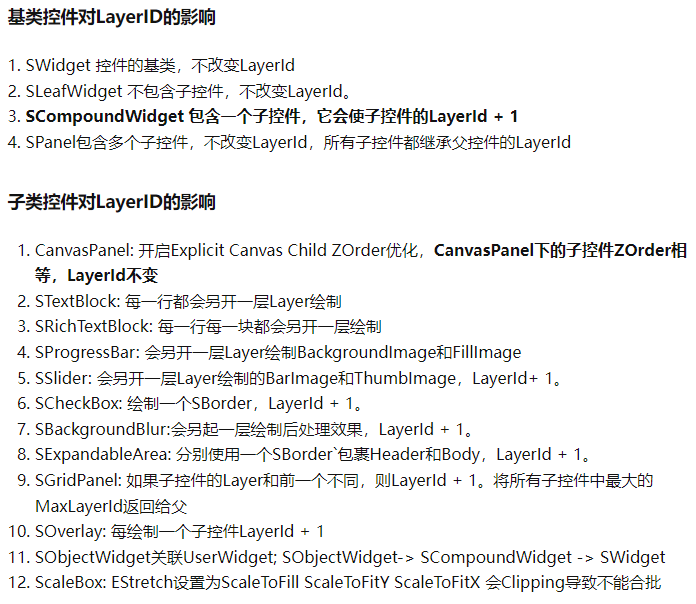 基类控件对LayerID的影响
1. SWidget 控件的基类，不改变LayerId
2. SLeafWidget 不包含子控件，不改变LayerId。
3. SCompoundWidget 包含一个子控件，它会使子控件的LayerId + 1
4. SPanel包含多个子控件，不改变LayerId，所有子控件都继承父控件的LayerId
子类控件对LayerID的影响
1. CanvasPanel: 开启Explicit Canvas Child ZOrder优化，CanvasPanel下的子控件ZOrder相
等，LayerId不变
2. STextBlock: 每一行都会另开一层Layer绘制
3. SRichTextBlock: 每一行每一块都会另开一层绘制
4. SProgressBar: 会另开一层Layer绘制BackgroundImage和FillImage
5. SSlider: 会另开一层Layer绘制的BarImage和ThumbImage，LayerId+ 1。
6. SCheckBox: 绘制一个SBorder，LayerId + 1。
7. SBackgroundBlur:会另起一层绘制后处理效果，LayerId + 1。
8. SExpandableArea: 分别使用一个SBorder`包裹Header和Body，LayerId + 1。
9. SGridPanel: 如果子控件的Layer和前一个不同，则LayerId + 1。将所有子控件中最大的
MaxLayerId返回给父
10. SOverlay: 每绘制一个子控件LayerId + 1
11. SObjectWidget关联UserWidget; SObjectWidget-> SCompoundWidget -> SWidget
12. ScaleBox: EStretch设置为ScaleToFill ScaleToFitY ScaleToFitX 会Clipping导致不能合批